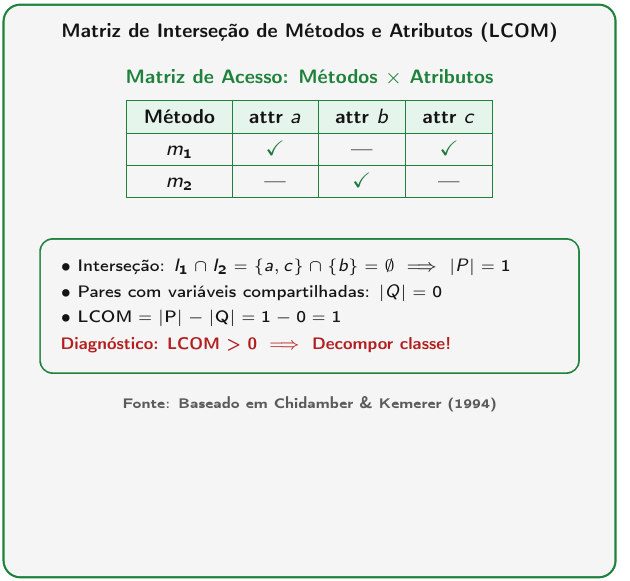 Matriz de Interseção de Métodos e Atributos (LCOM)
Matriz de Acesso: Métodos × Atributos
Método attr a attr b attr c
m₁ ✓ — ✓
m₂ — ✓ —
• Interseção: I₁ ∩ I₂ = {a, c} ∩ {b} = ∅ ⟹ |P| = 1
• Pares com variáveis compartilhadas: |Q| = 0
• LCOM = |P| − |Q| = 1 − 0 = 1
Diagnóstico: LCOM > 0 ⟹ Decompor classe!
Fonte: Baseado em Chidamber & Kemerer (1994)